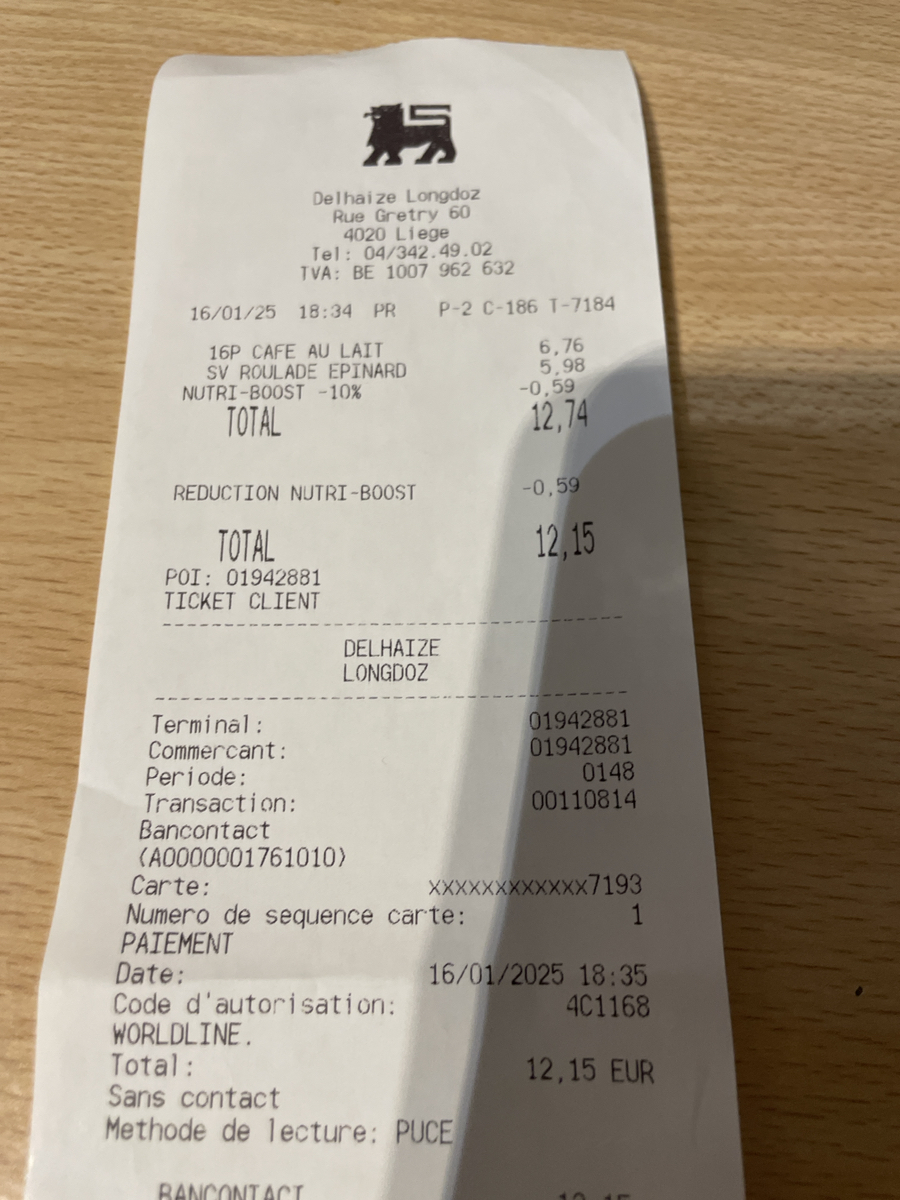 Delhaize Longdoz
Rue Gretry 60
4020 Liege
Tel: 04/342.49.02
TVA: BE 1007 962 632
16/01/25 18:34 PR P-2 C-186 T-7184
16P CAFE AU LAIT 6,76
SV ROULADE EPINARD 5,98
NUTRI-BOOST -10% -0,59
TOTAL 12,74
REDUCTION NUTRI-BOOST -0,59
TOTAL 12,15
POI: 01942881
TICKET CLIENT
DELHAIZE
LONGDOZ
Terminal: 01942881
Commercant: 01942881
Periode: 0148
Transaction: 00110814
Bancontact
(A0000001761010)
Carte: xxxxxxxxxxxx7193
Numero de sequence carte: 1
PAIEMENT
Date: 16/01/2025 18:35
Code d'autorisation: 4C1168
WORLDLINE.
Total: 12,15 EUR
Sans contact
Methode de lecture: PUCE
BANCONTACT 12,15